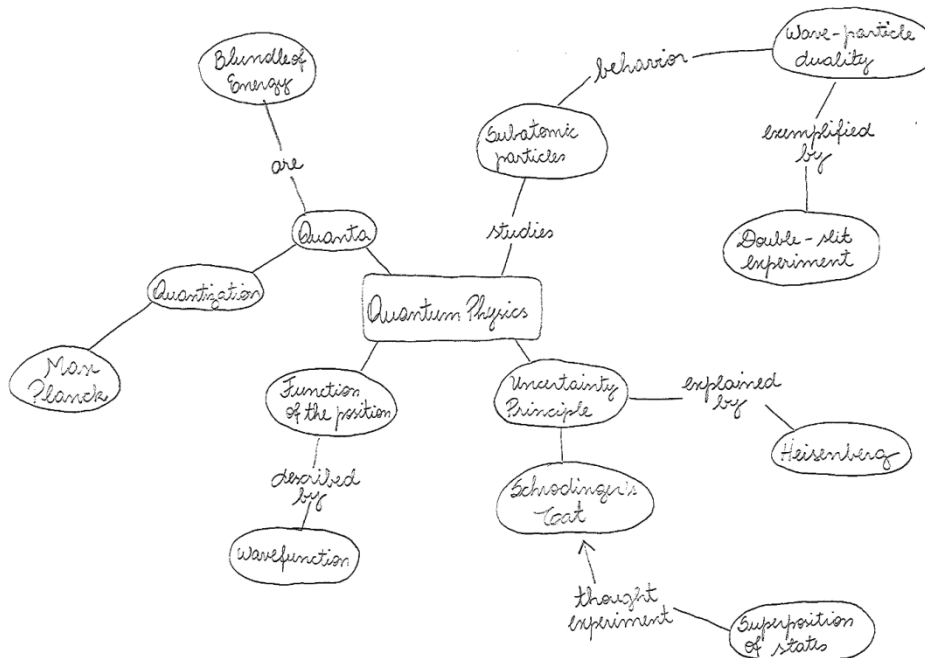 Blundle of
Energy
are
Quanta
Quantization
Max
Planck
Quantum Physics
studies
Subatomic
particles
behavior
Wave-particle
duality
exemplified
by
Double-slit
experiment
Function
of the position
described
by
Wavefunction
Uncertainty
Principle
explained
by
Heisenberg
Schrodinger's
Cat
thought
experiment
Superposition
of states